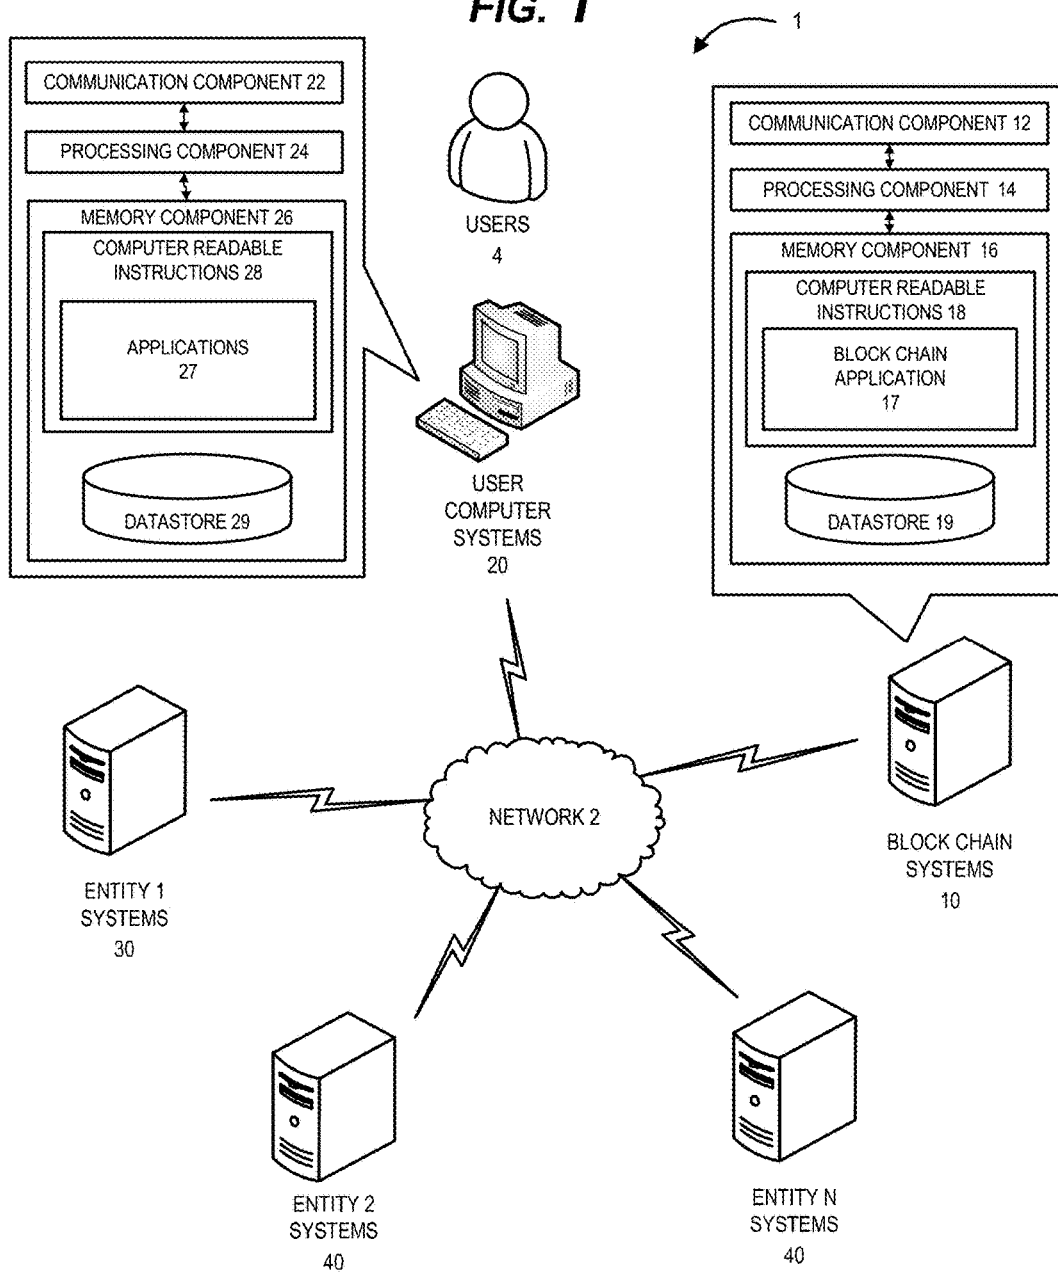 FIG. 1
1
COMMUNICATION COMPONENT 22
PROCESSING COMPONENT 24
MEMORY COMPONENT 26
COMPUTER READABLE
INSTRUCTIONS 28
APPLICATIONS
27
DATASTORE 29
USERS
4
USER
COMPUTER
SYSTEMS
20
COMMUNICATION COMPONENT 12
PROCESSING COMPONENT 14
MEMORY COMPONENT 16
COMPUTER READABLE
INSTRUCTIONS 18
BLOCK CHAIN
APPLICATION
17
DATASTORE 19
NETWORK 2
BLOCK CHAIN
SYSTEMS
10
ENTITY 1
SYSTEMS
30
ENTITY 2
SYSTEMS
40
ENTITY N
SYSTEMS
40